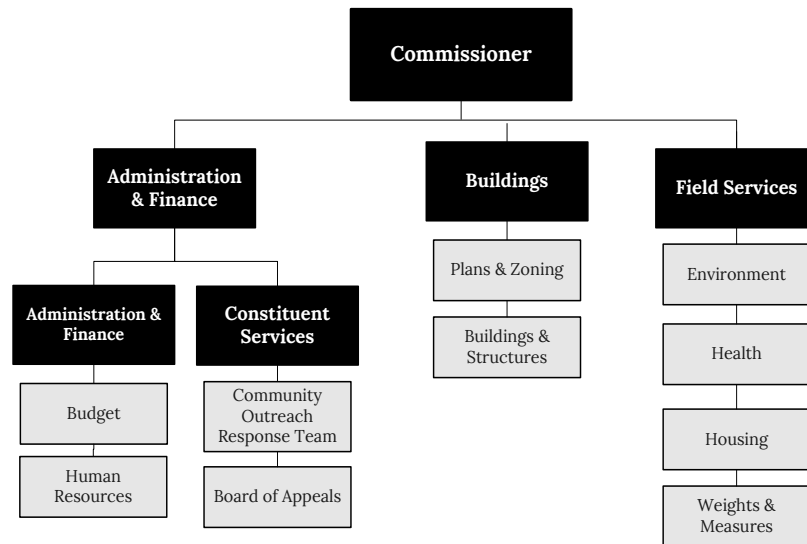 Commissioner
Administration
& Finance
Buildings
Field Services
Administration &
Finance
Constituent
Services
Budget
Human
Resources
Community
Outreach
Response Team
Board of Appeals
Plans & Zoning
Buildings &
Structures
Environment
Health
Housing
Weights &
Measures